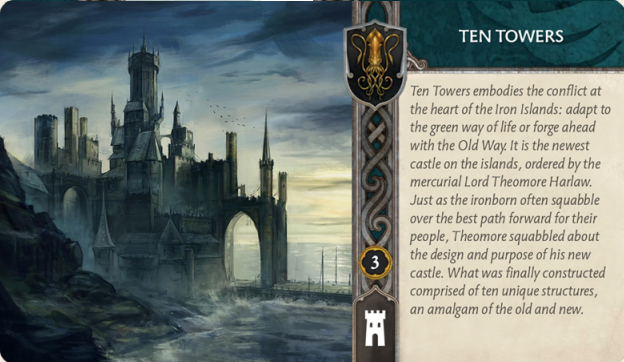 TEN TOWERS
Ten Towers embodies the conflict at
the heart of the Iron Islands: adapt to
the green way of life or forge ahead
with the Old Way. It is the newest
castle on the islands, ordered by the
mercurial Lord Theomore Harlaw.
Just as the ironborn often squabble
over the best path forward for their
people, Theomore squabbled about
the design and purpose of his new
castle. What was finally constructed
comprised of ten unique structures,
an amalgam of the old and new.
3